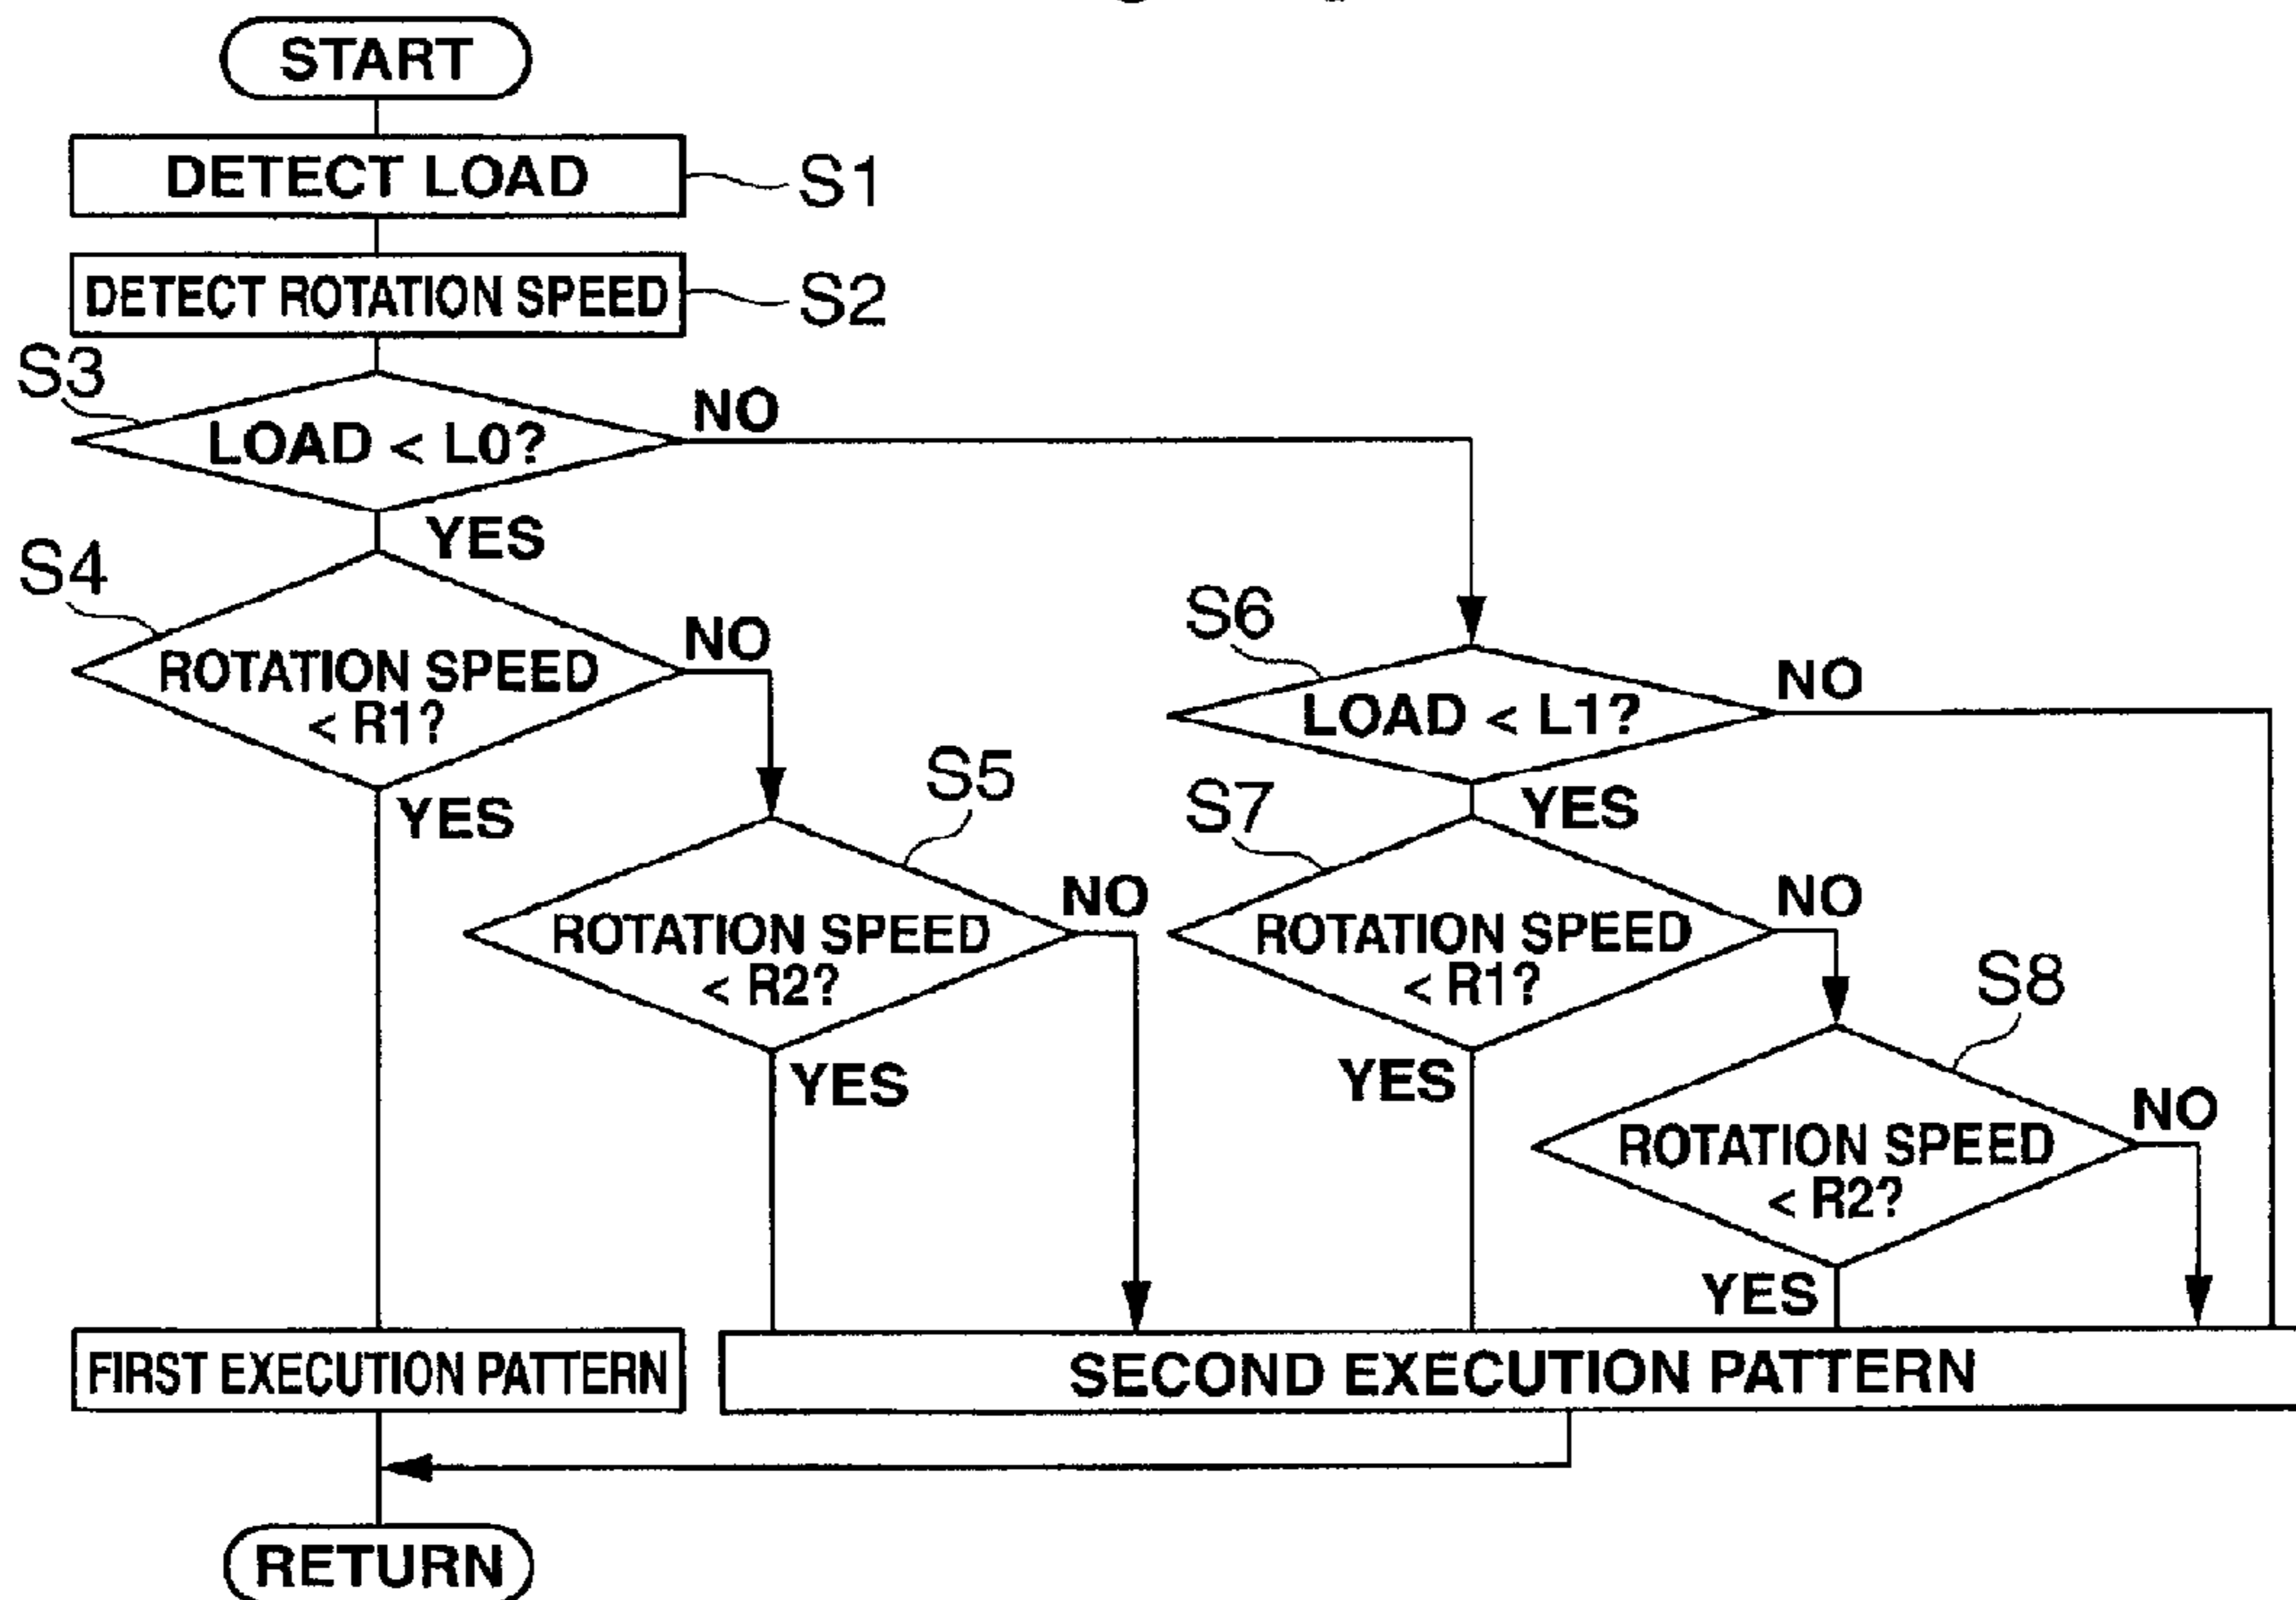 START
DETECT LOAD
S1
DETECT ROTATION SPEED
S2
S3
LOAD < L0?
NO
YES
S4
ROTATION SPEED
< R1?
NO
YES
S5
ROTATION SPEED
< R2?
NO
YES
S6
LOAD < L1?
NO
YES
S7
ROTATION SPEED
< R1?
NO
YES
S8
ROTATION SPEED
< R2?
NO
YES
FIRST EXECUTION PATTERN
SECOND EXECUTION PATTERN
RETURN